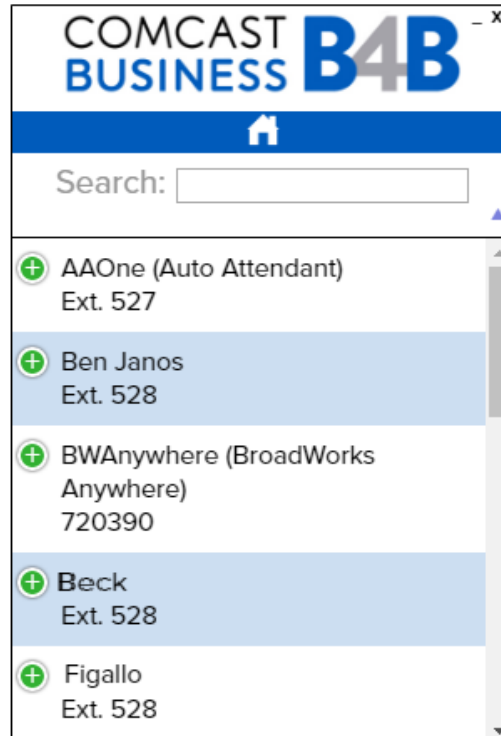 COMCAST
BUSINESS B4B
_ x
Search:
AAOne (Auto Attendant)
Ext. 527
Ben Janos
Ext. 528
BWAnywhere (BroadWorks
Anywhere)
720390
Beck
Ext. 528
Figallo
Ext. 528